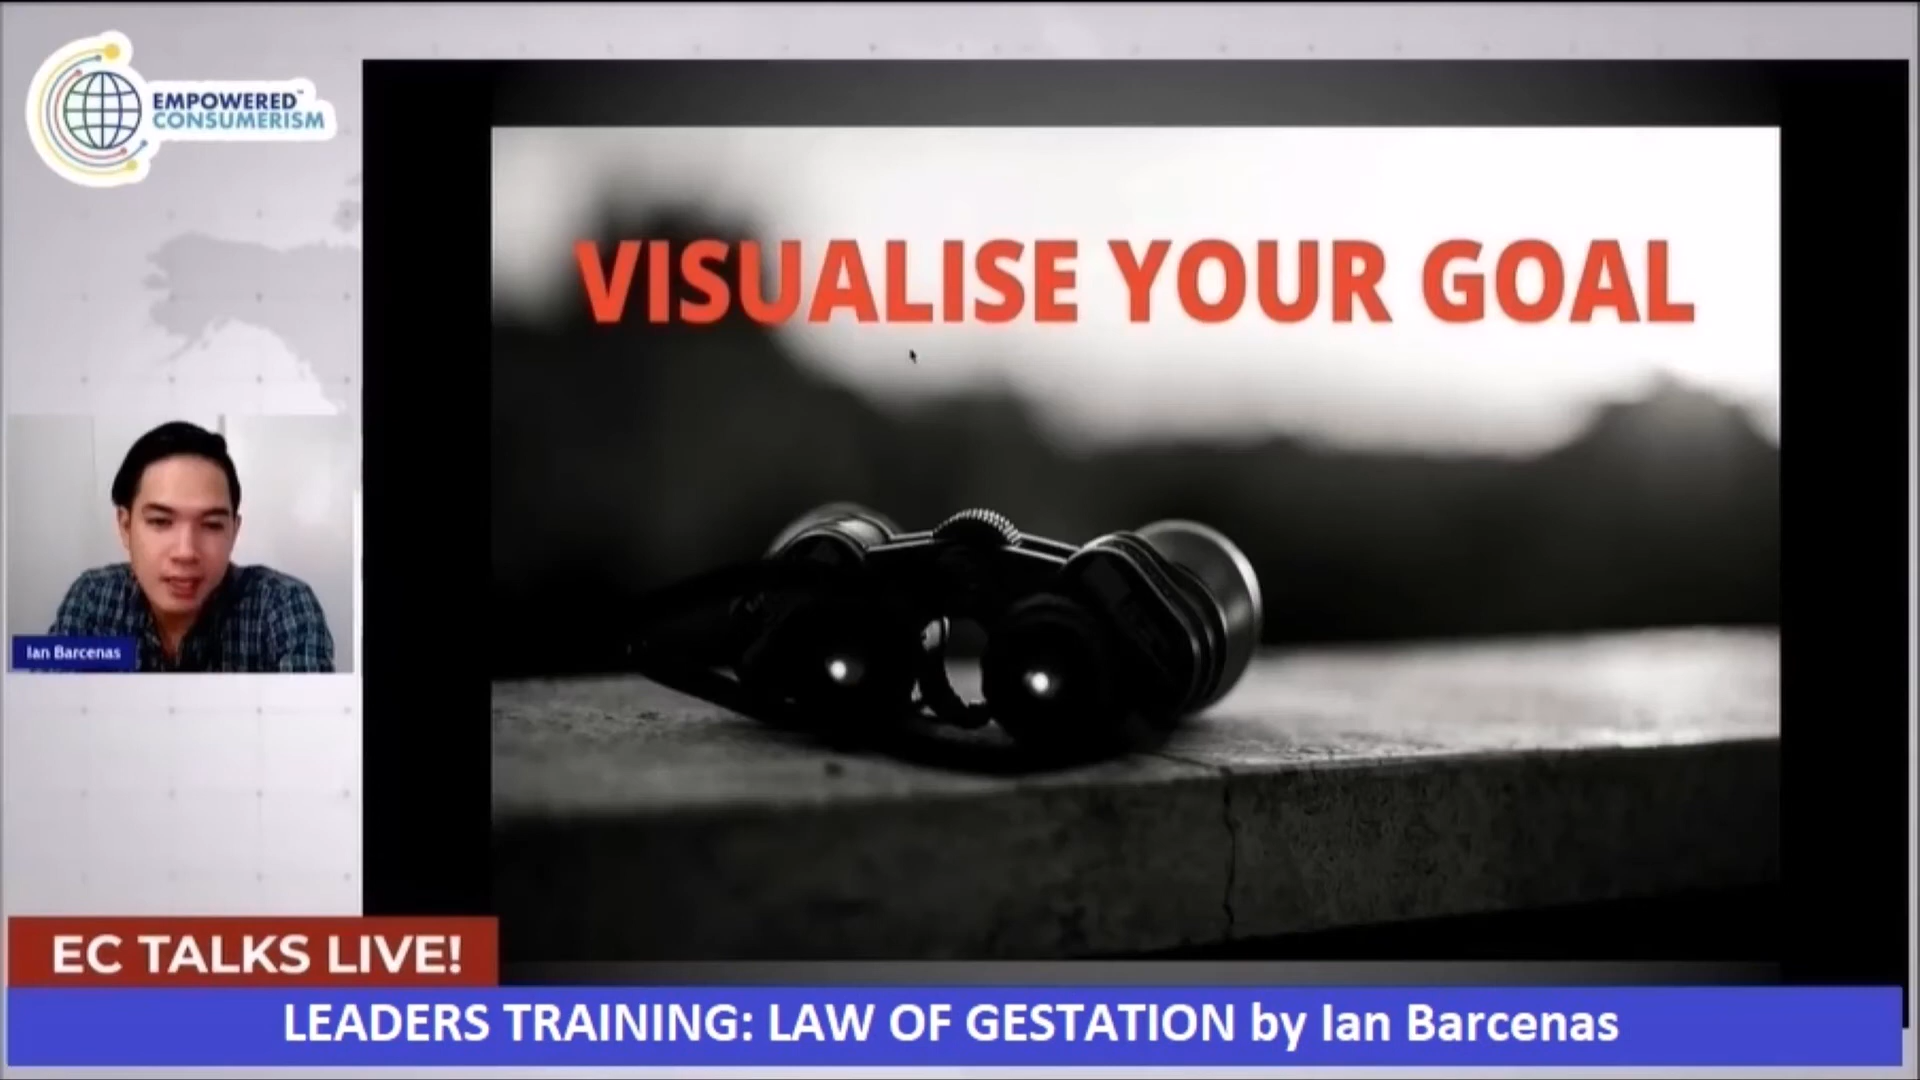 EMPOWERED™
CONSUMERISM
VISUALISE YOUR GOAL
Ian Barcenas
EC TALKS LIVE!
LEADERS TRAINING: LAW OF GESTATION by Ian Barcenas